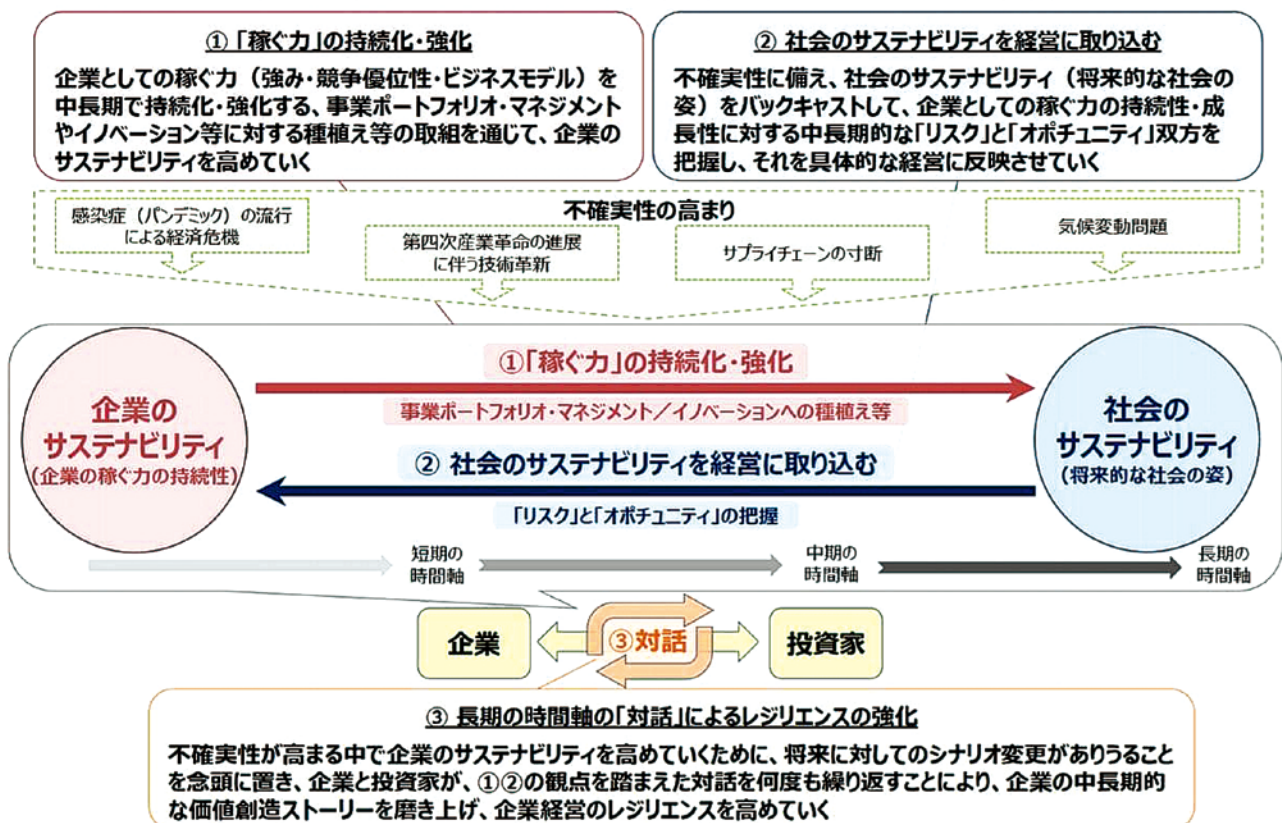 ①「稼ぐ力」の持続化・強化
企業としての稼ぐ力（強み・競争優位性・ビジネスモデル）を
中長期で持続化・強化する、事業ポートフォリオ・マネジメント
やイノベーション等に対する種植え等の取組を通じて、企業の
サステナビリティを高めていく
② 社会のサステナビリティを経営に取り込む
不確実性に備え、社会のサステナビリティ（将来的な社会の
姿）をバックキャストして、企業としての稼ぐ力の持続性・成
長性に対する中長期的な「リスク」と「オポチュニティ」双方を
把握し、それを具体的な経営に反映させていく
不確実性の高まり
感染症（パンデミック）の流行
による経済危機
第四次産業革命の進展
に伴う技術革新
サプライチェーンの寸断
気候変動問題
企業の
サステナビリティ
(企業の稼ぐ力の持続性)
①「稼ぐ力」の持続化・強化
事業ポートフォリオ・マネジメント／イノベーションへの種植え等
② 社会のサステナビリティを経営に取り込む
「リスク」と「オポチュニティ」の把握
社会の
サステナビリティ
(将来的な社会の姿)
短期の
時間軸
中期の
時間軸
長期の
時間軸
企業
③対話
投資家
③ 長期の時間軸の「対話」によるレジリエンスの強化
不確実性が高まる中で企業のサステナビリティを高めていくために、将来に対してのシナリオ変更がありうること
を念頭に置き、企業と投資家が、①②の観点を踏まえた対話を何度も繰り返すことにより、企業の中長期的
な価値創造ストーリーを磨き上げ、企業経営のレジリエンスを高めていく